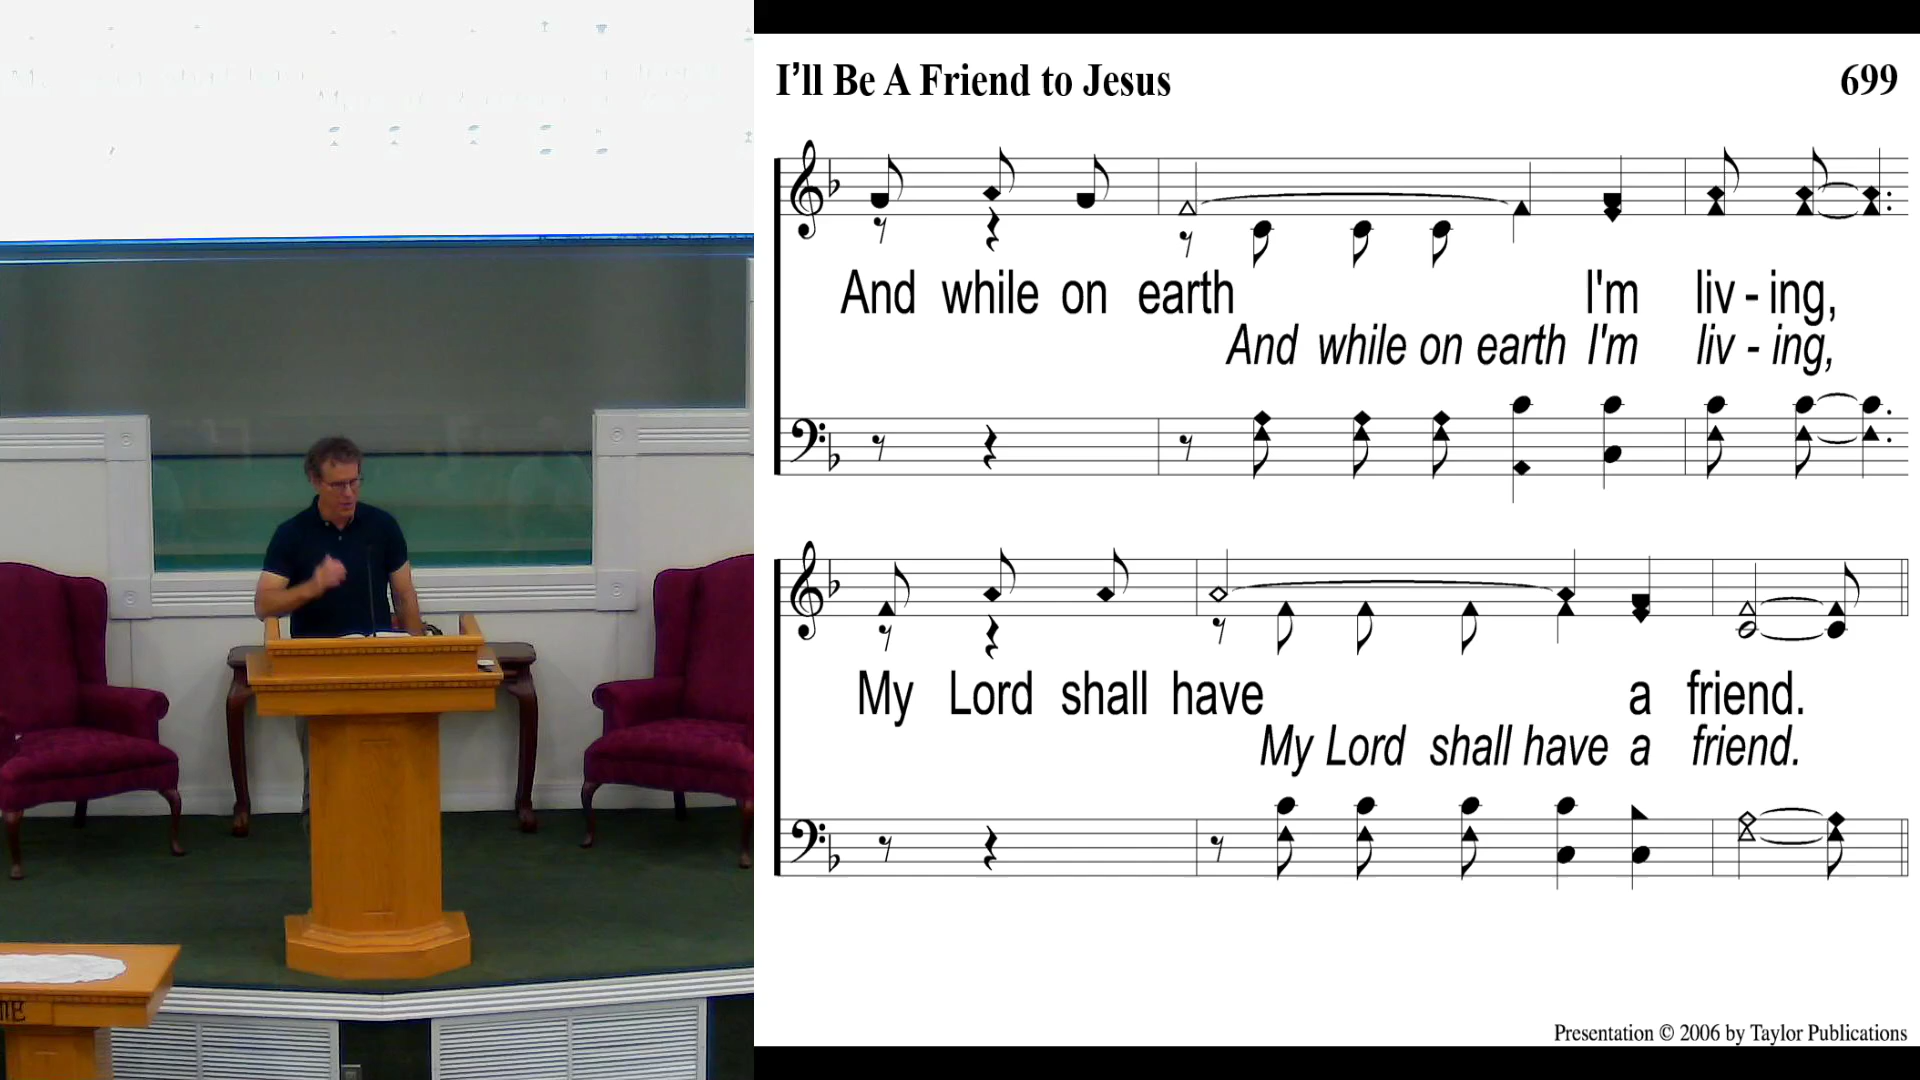 I’ll Be A Friend to Jesus
699
And while on earth I'm liv - ing,
And while on earth I'm liv - ing,
My Lord shall have a friend.
My Lord shall have a friend.
Presentation © 2006 by Taylor Publications